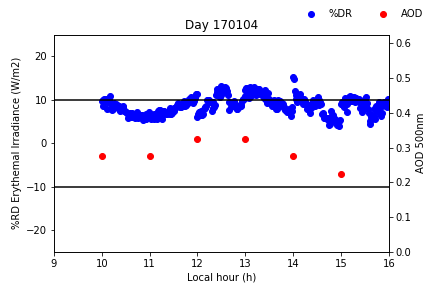 %DR AOD
Day 170104
%RD Erythemal Irradiance (W/m2)
20
10
0
−10
−20
0.6
0.5
0.4
0.3
0.2
0.1
0.0
AOD 500nm
9 10 11 12 13 14 15 16
Local hour (h)